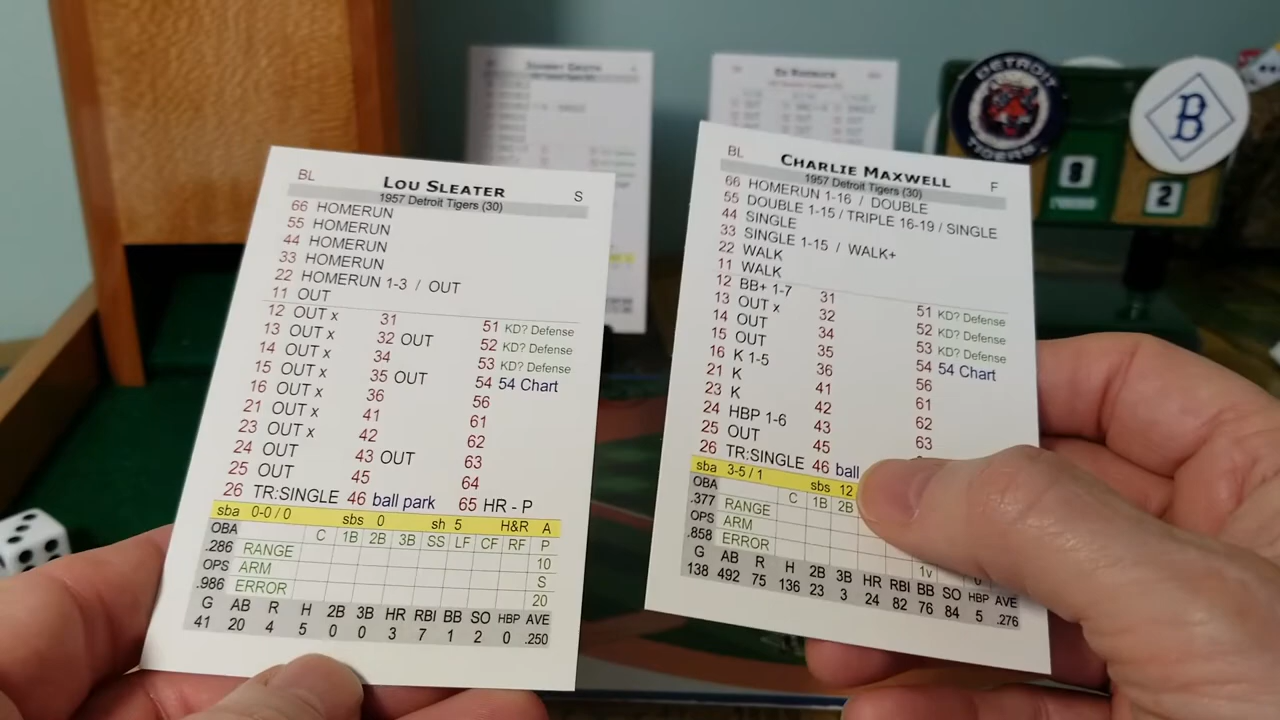 BL LOU SLEATER S
1957 Detroit Tigers (30)
66 HOMERUN
55 HOMERUN
44 HOMERUN
33 HOMERUN
22 HOMERUN 1-3 / OUT
11 OUT
12 OUT x 31 51 KD? Defense
13 OUT x 32 OUT 52 KD? Defense
14 OUT x 34 53 KD? Defense
15 OUT x 35 OUT 54 54 Chart
16 OUT x 36 56
21 OUT x 41 61
23 OUT x 42 62
24 OUT 43 OUT 63
25 OUT 45 64
26 TR:SINGLE 46 ball park 65 HR - P
sba 0-0 / 0 sbs 0 sh 5 H&R A
OBA C 1B 2B 3B SS LF CF RF P
.286 RANGE 10
OPS ARM S
.986 ERROR 20
G AB R H 2B 3B HR RBI BB SO HBP AVE
41 20 4 5 0 0 3 7 1 2 0 .250
BL CHARLIE MAXWELL F
1957 Detroit Tigers (30)
66 HOMERUN 1-16 / DOUBLE
55 DOUBLE 1-15 / TRIPLE 16-19 / SINGLE
44 SINGLE
33 SINGLE 1-15 / WALK+
22 WALK
11 WALK
12 BB+ 1-7 31 51 KD? Defense
13 OUT x 32 52 KD? Defense
14 OUT 34 53 KD? Defense
15 OUT 35 54 54 Chart
16 K 1-5 36 56
21 K 41 61
23 K 42 62
24 HBP 1-6 43 63
25 OUT 45
26 TR:SINGLE 46 ball
sba 3-5 / 1 sbs 12
OBA C 1B 2B
.377 RANGE
OPS ARM
.858 ERROR 1v
G AB R H 2B 3B HR RBI BB SO HBP AVE
138 492 75 136 23 3 24 82 76 84 5 .276
DETROIT
TIGERS
B
8
2